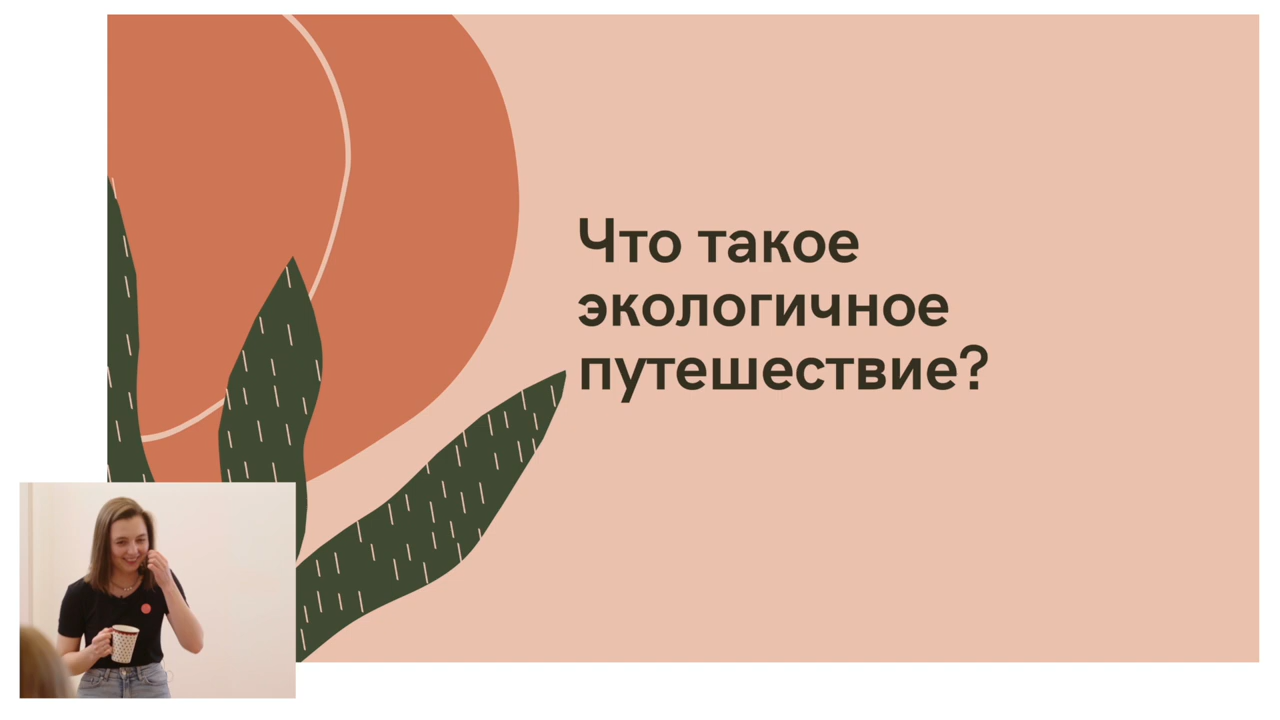 Что такое
экологичное
путешествие?